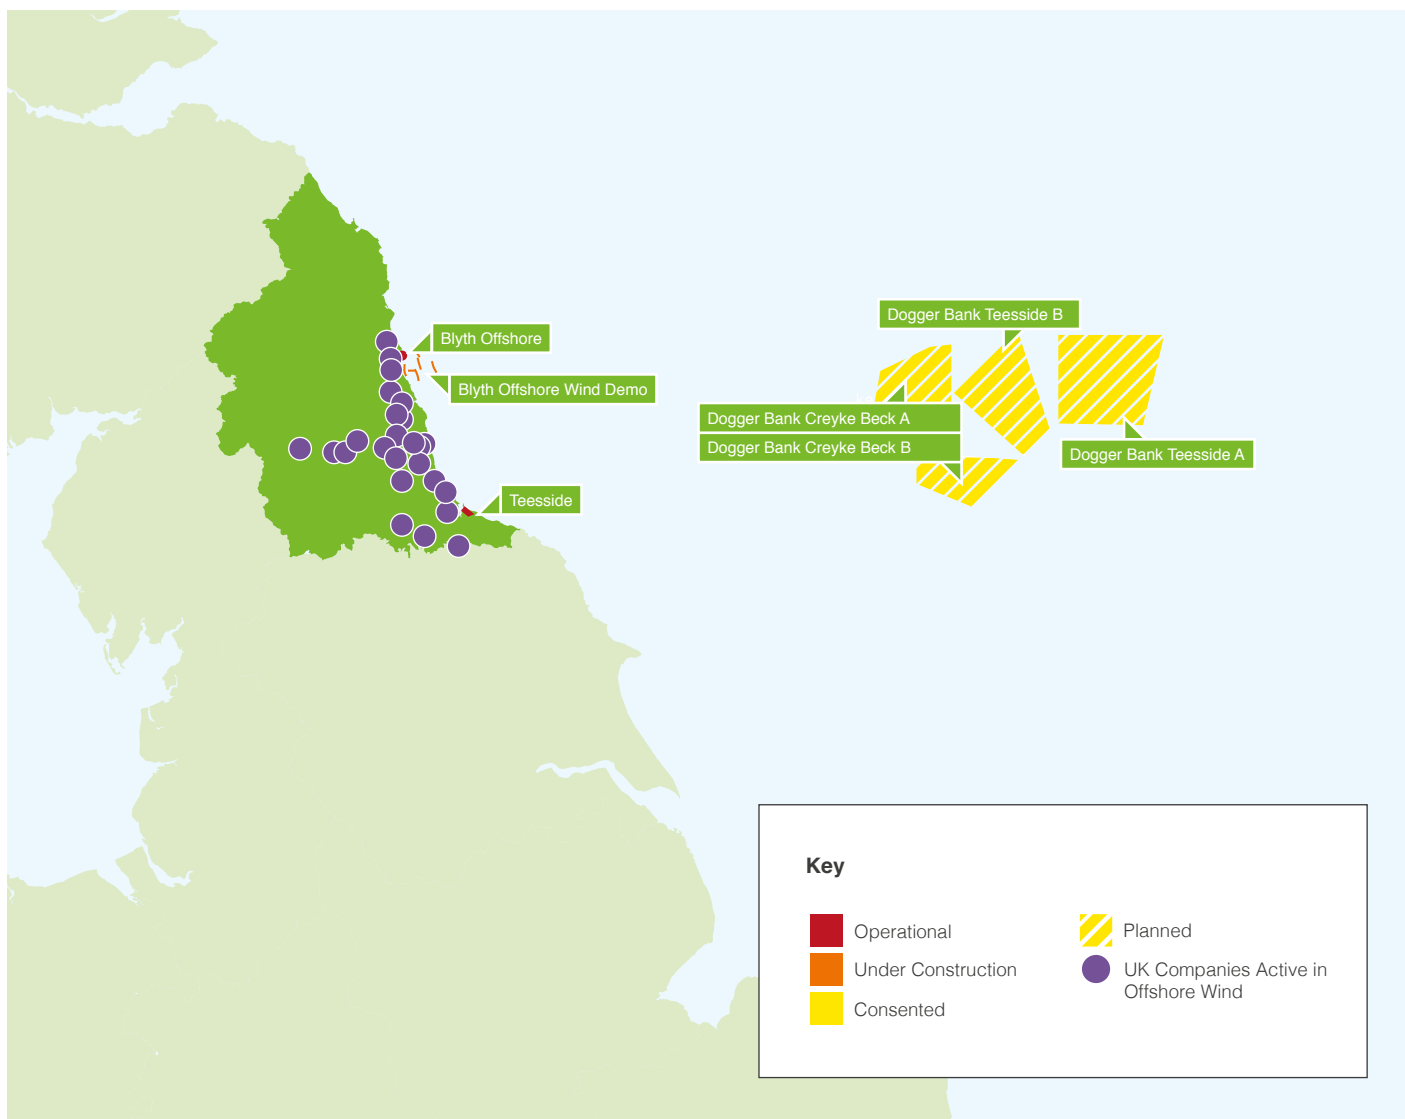 Dogger Bank Teesside B
Blyth Offshore
Blyth Offshore Wind Demo
Dogger Bank Creyke Beck A
Dogger Bank Creyke Beck B
Dogger Bank Teesside A
Teesside
Key
Operational
Under Construction
Consented
Planned
UK Companies Active in
Offshore Wind